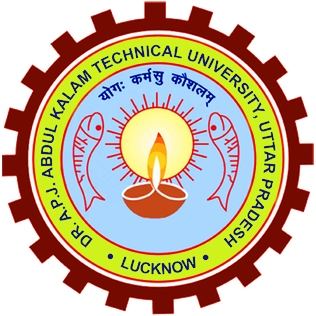 DR. A.P.J. ABDUL KALAM TECHNICAL UNIVERSITY, UTTAR PRADESH
योगः कर्मसु कौशलम्
• LUCKNOW •